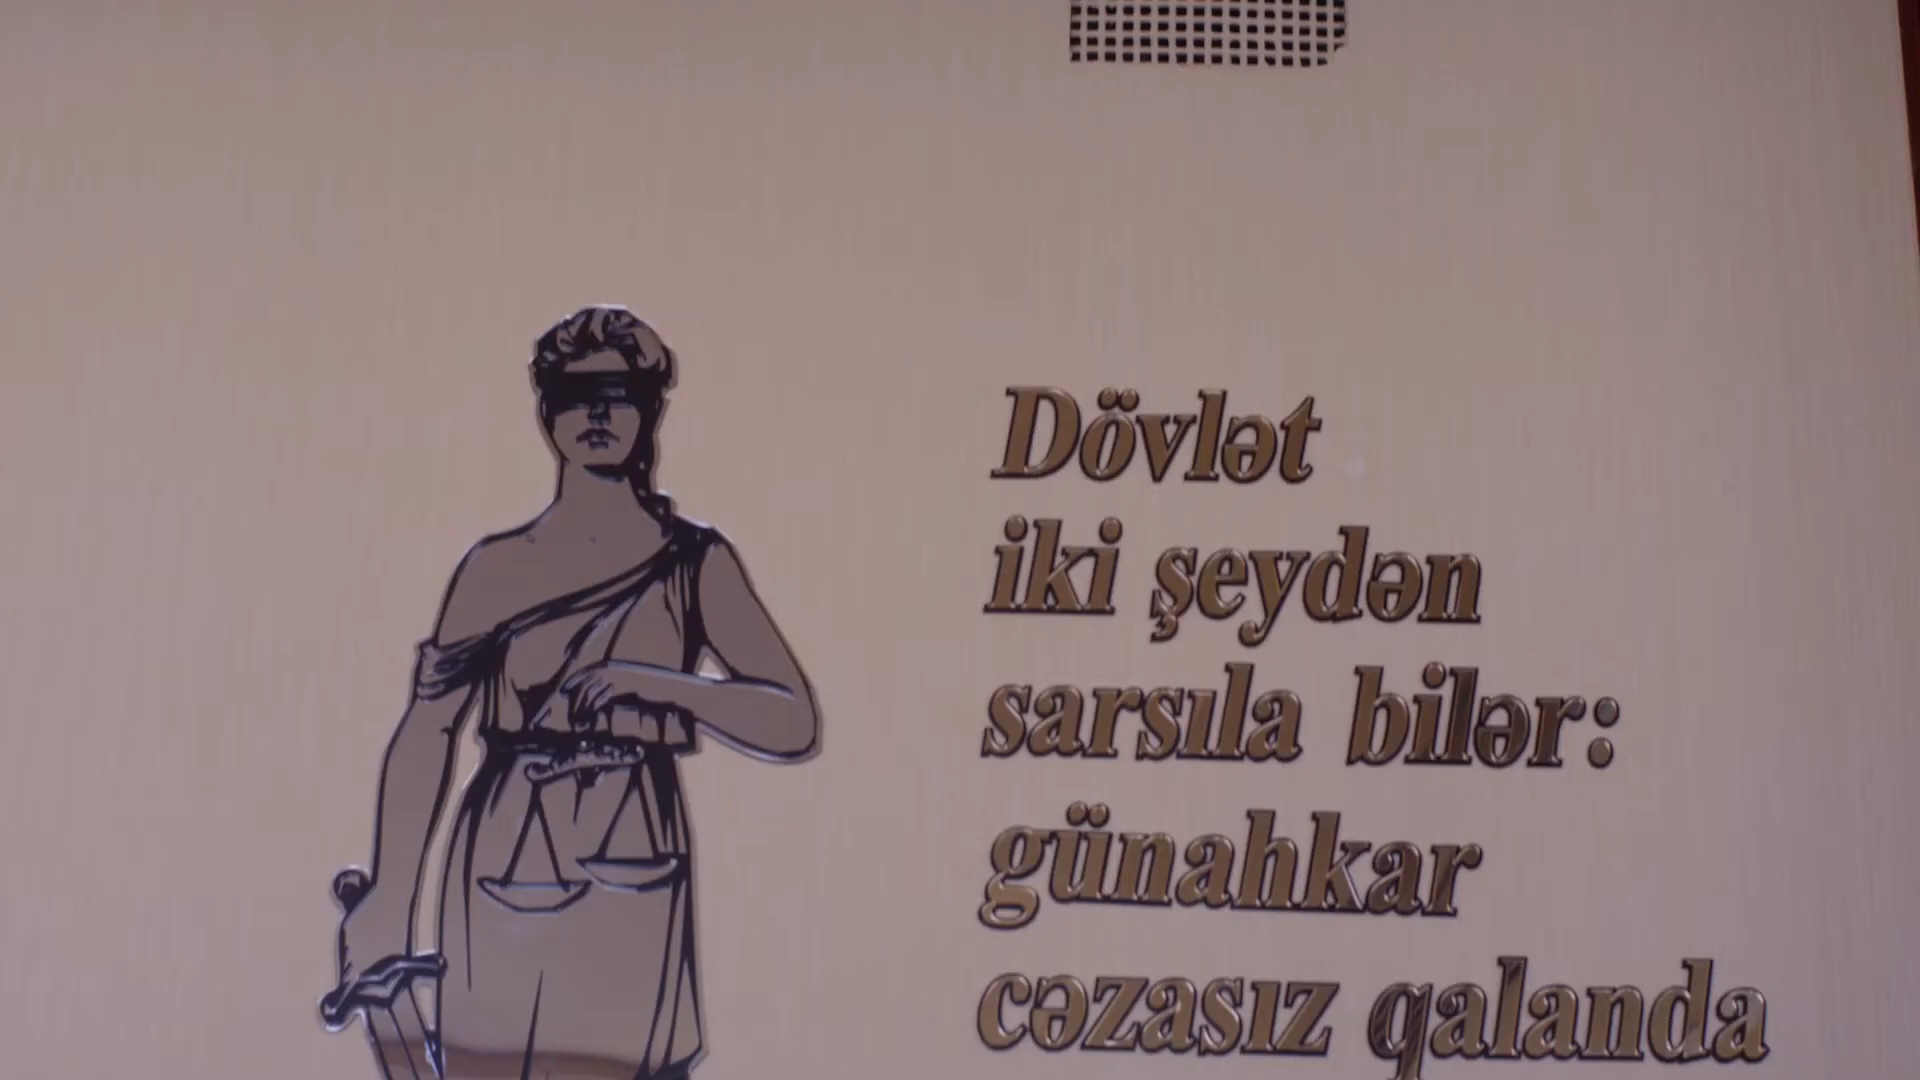 Dövlət
iki şeydən
sarsıla bilər:
günahkar
cəzasız qalanda